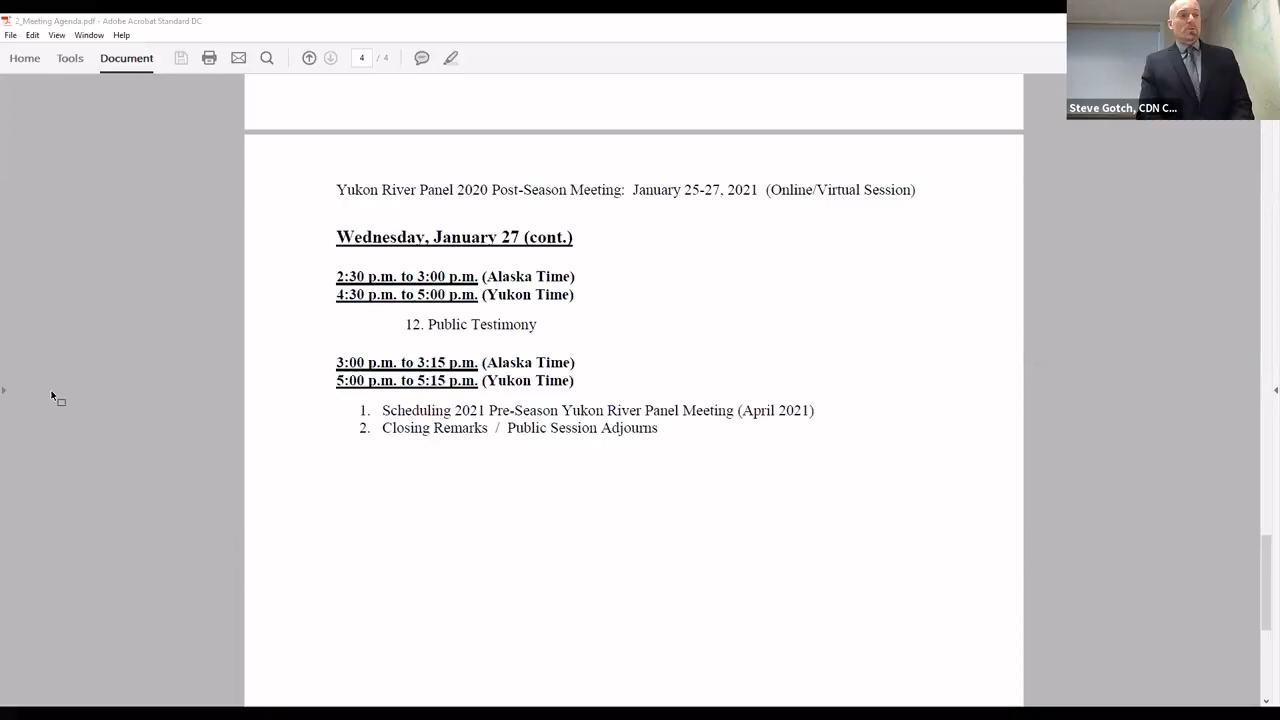 2_Meeting Agenda.pdf - Adobe Acrobat Standard DC
File Edit View Window Help
Home Tools Document 4 / 4
Steve Gotch, CDN C...
Yukon River Panel 2020 Post-Season Meeting: January 25-27, 2021 (Online/Virtual Session)
Wednesday, January 27 (cont.)
2:30 p.m. to 3:00 p.m. (Alaska Time)
4:30 p.m. to 5:00 p.m. (Yukon Time)
12. Public Testimony
3:00 p.m. to 3:15 p.m. (Alaska Time)
5:00 p.m. to 5:15 p.m. (Yukon Time)
1. Scheduling 2021 Pre-Season Yukon River Panel Meeting (April 2021)
2. Closing Remarks / Public Session Adjourns